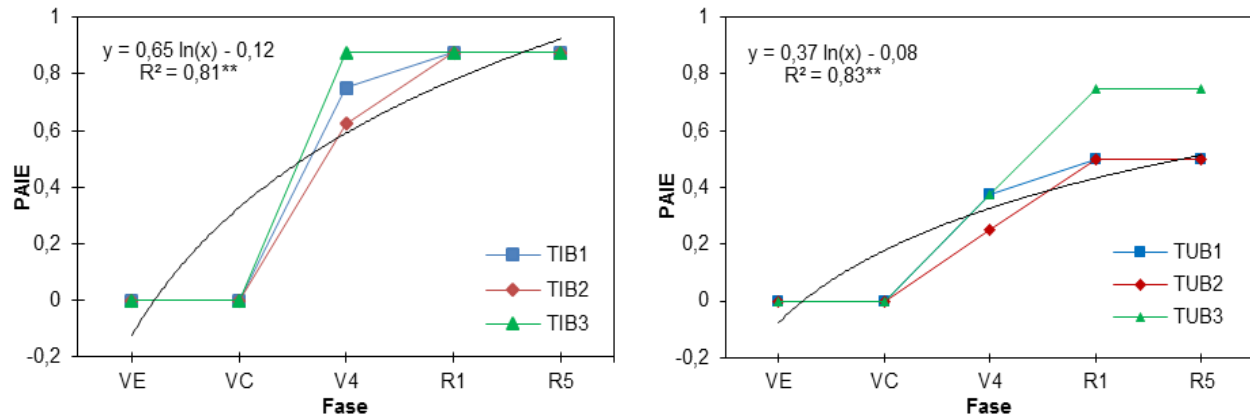 y = 0,65 ln(x) - 0,12
R² = 0,81**
1
0,8
0,6
0,4
0,2
0
-0,2
PAIE
VE VC V4 R1 R5
Fase
TIB1
TIB2
TIB3
y = 0,37 ln(x) - 0,08
R² = 0,83**
1
0,8
0,6
0,4
0,2
0
-0,2
PAIE
VE VC V4 R1 R5
Fase
TUB1
TUB2
TUB3